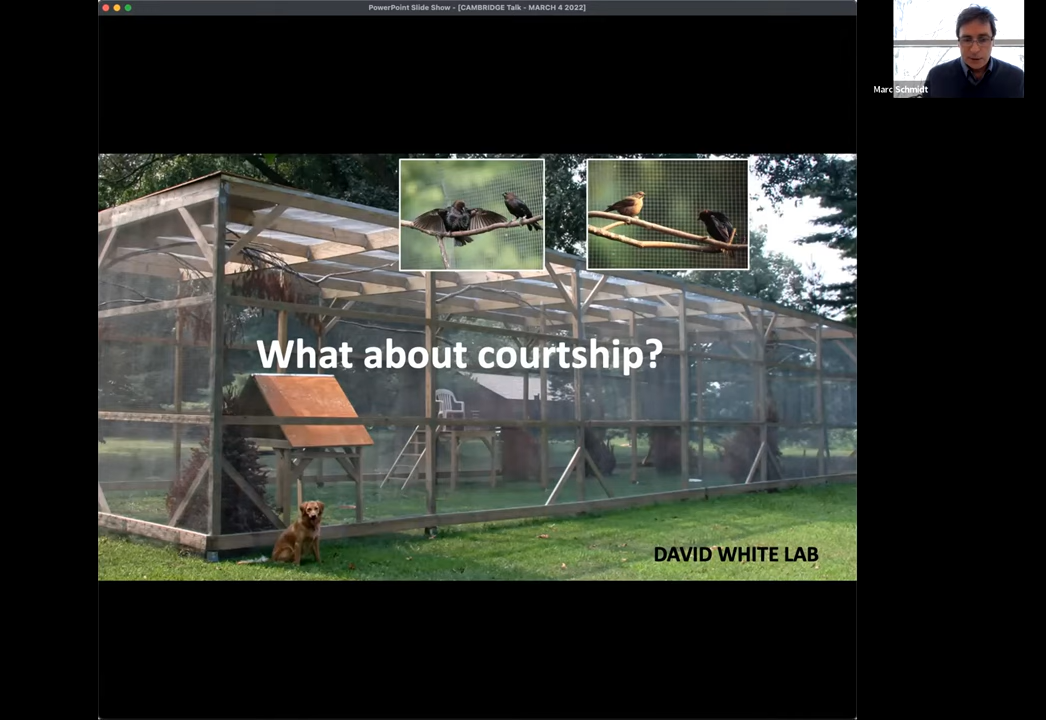 PowerPoint Slide Show - [CAMBRIDGE Talk - MARCH 4 2022]
Marc Schmidt
What about courtship?
DAVID WHITE LAB